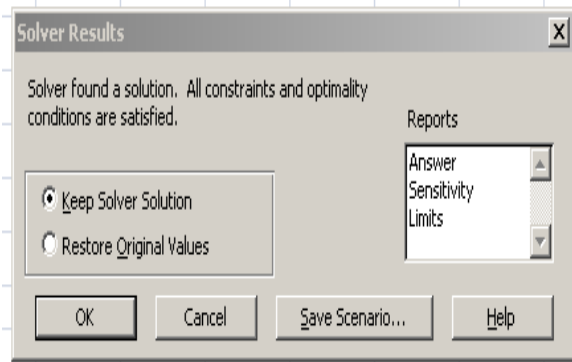 Solver Results
Solver found a solution. All constraints and optimality
conditions are satisfied.
Reports
Answer
Sensitivity
Limits
Keep Solver Solution
Restore Original Values
OK
Cancel
Save Scenario...
Help